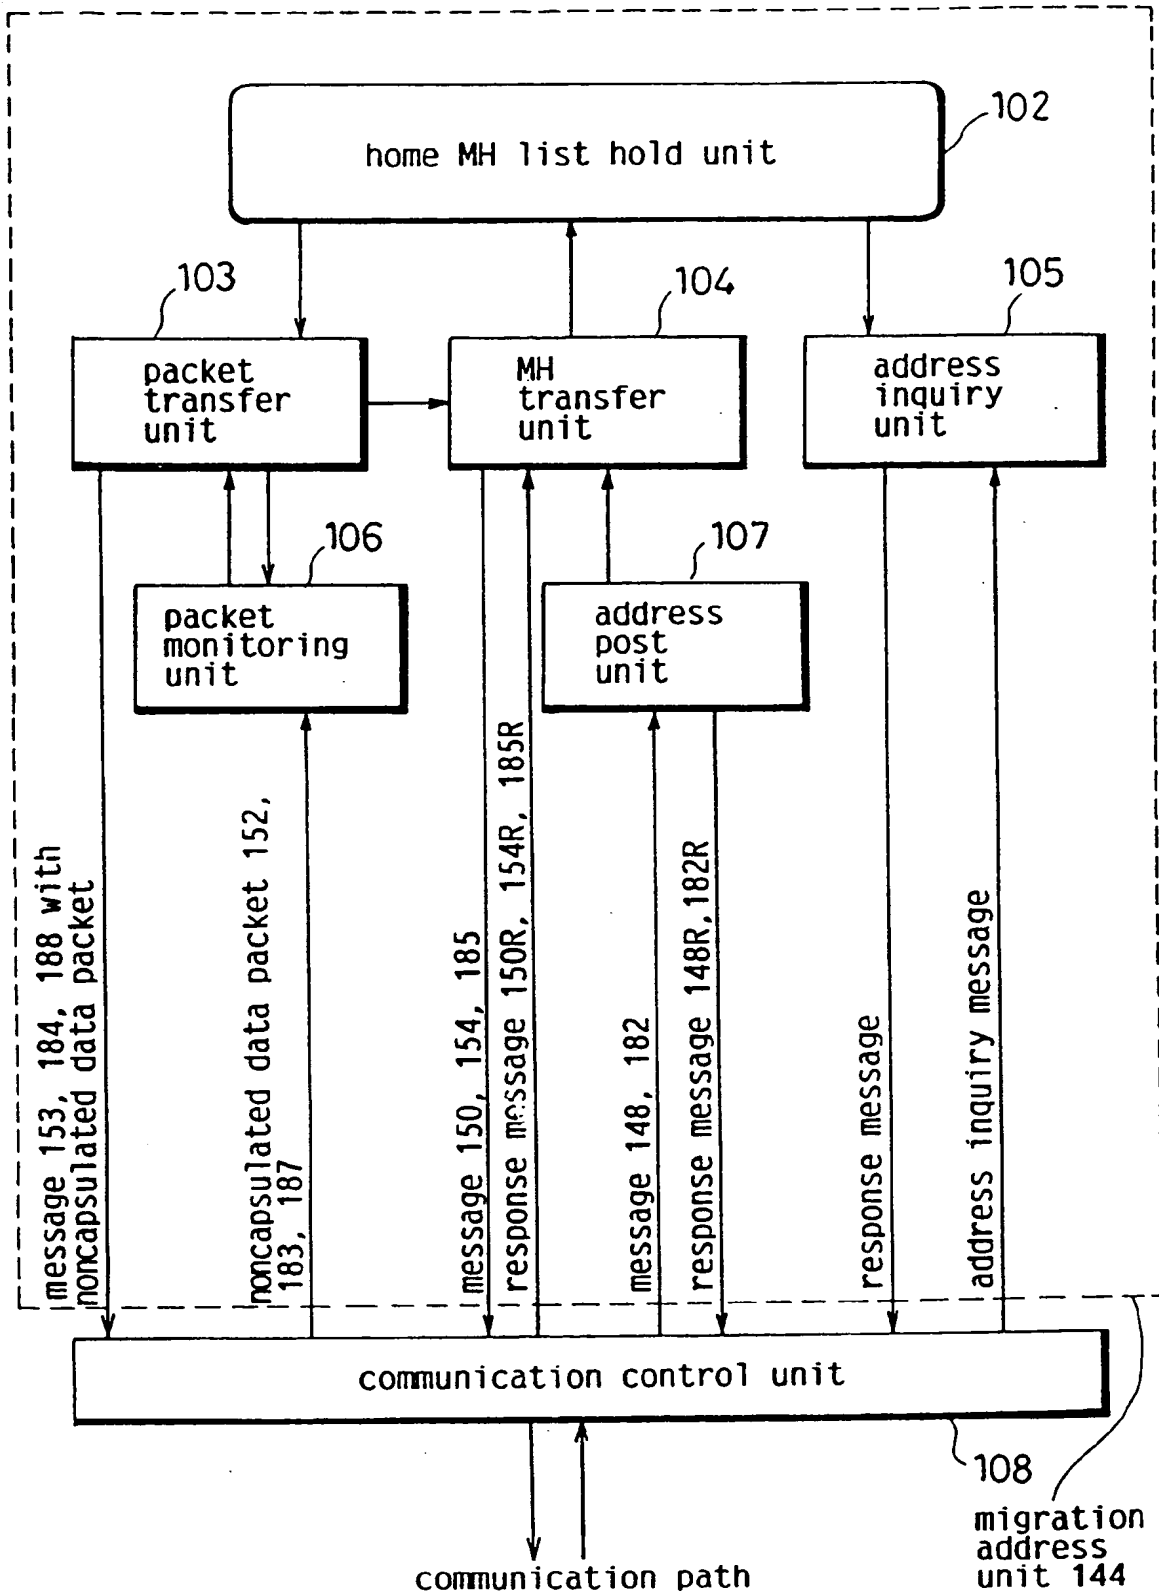 102
home MH list hold unit
103
104
105
packet
transfer
unit
MH
transfer
unit
address
inquiry
unit
106
107
packet
monitoring
unit
address
post
unit
message 153, 184, 188 with
noncapsulated data packet
noncapsulated data packet 152,
183, 187
message 150, 154, 185
response message 150R, 154R, 185R
message 148, 182
response message 148R, 182R
response message
address inquiry message
communication control unit
108
migration
address
unit 144
communication path